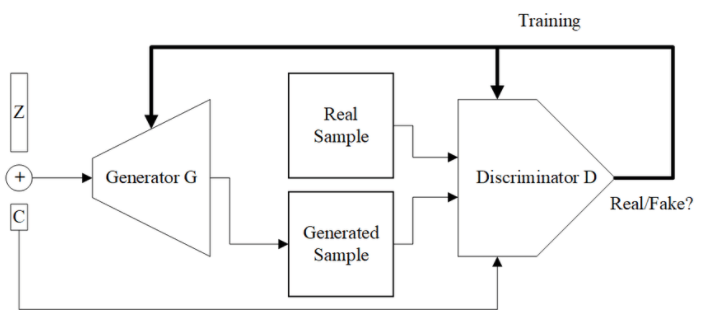 Training
Z
+
C
Generator G
Real
Sample
Generated
Sample
Discriminator D
Real/Fake?